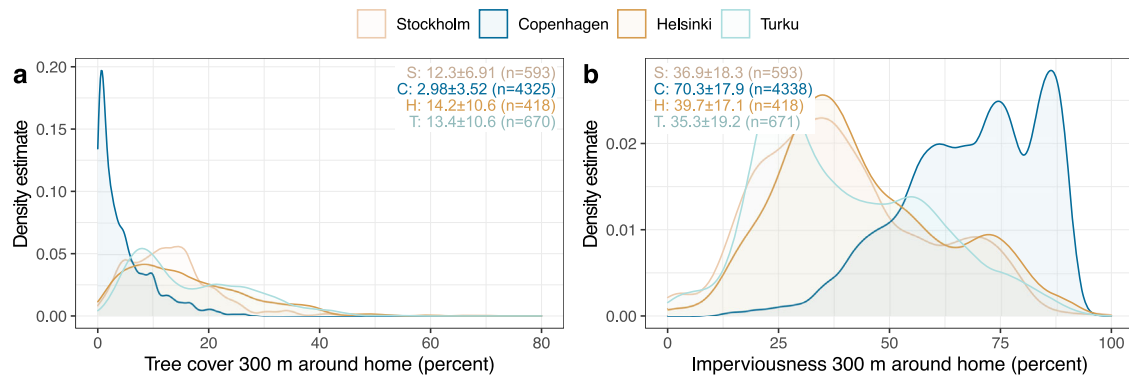 Stockholm Copenhagen Helsinki Turku
a
S: 12.3±6.91 (n=593)
C: 2.98±3.52 (n=4325)
H: 14.2±10.6 (n=418)
T: 13.4±10.6 (n=670)
0.20
0.15
0.10
0.05
0.00
Density estimate
0 20 40 60 80
Tree cover 300 m around home (percent)
b
S: 36.9±18.3 (n=593)
C: 70.3±17.9 (n=4338)
H: 39.7±17.1 (n=418)
T. 35.3±19.2 (n=671)
0.02
0.01
0.00
Density estimate
0 25 50 75 100
Imperviousness 300 m around home (percent)